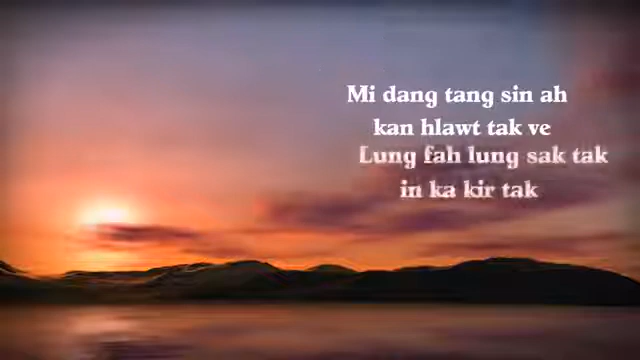 Mi dang tang sin ah
kan hlawt tak ve
Lung fah lung sak tak
in ka kir tak